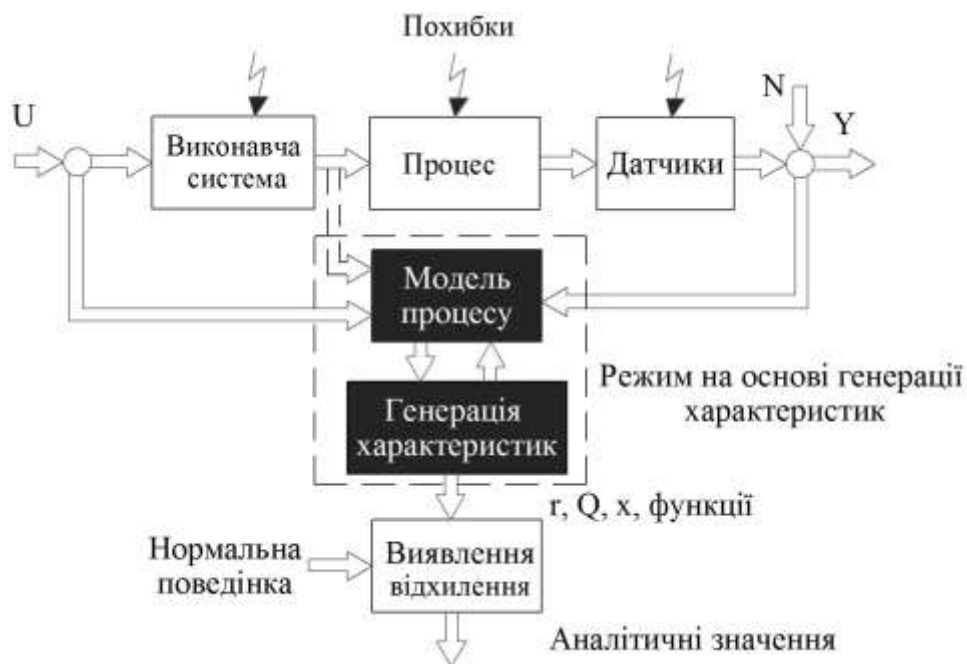 Похибки
U
N
Y
Виконавча
система
Процес
Датчики
Модель
процесу
Генерація
характеристик
Режим на основі генерації
характеристик
r, Q, x, функції
Нормальна
поведінка
Виявлення
відхилення
Аналітичні значення